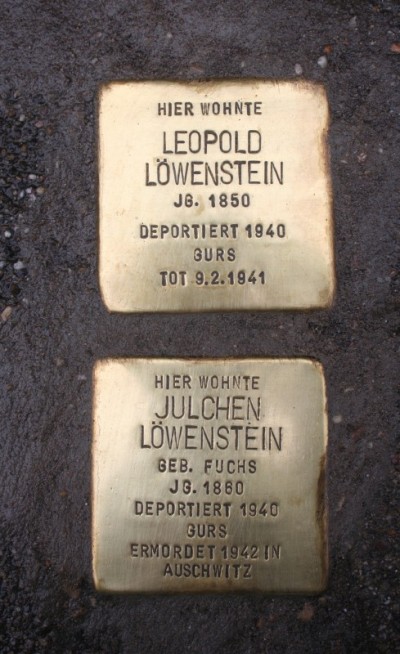 HIER WOHNTE
LEOPOLD
LÖWENSTEIN
JG. 1850
DEPORTIERT 1940
GURS
TOT 9.2.1941
HIER WOHNTE
JULCHEN
LÖWENSTEIN
GEB. FUCHS
JG. 1860
DEPORTIERT 1940
GURS
ERMORDET 1942 IN
AUSCHWITZ